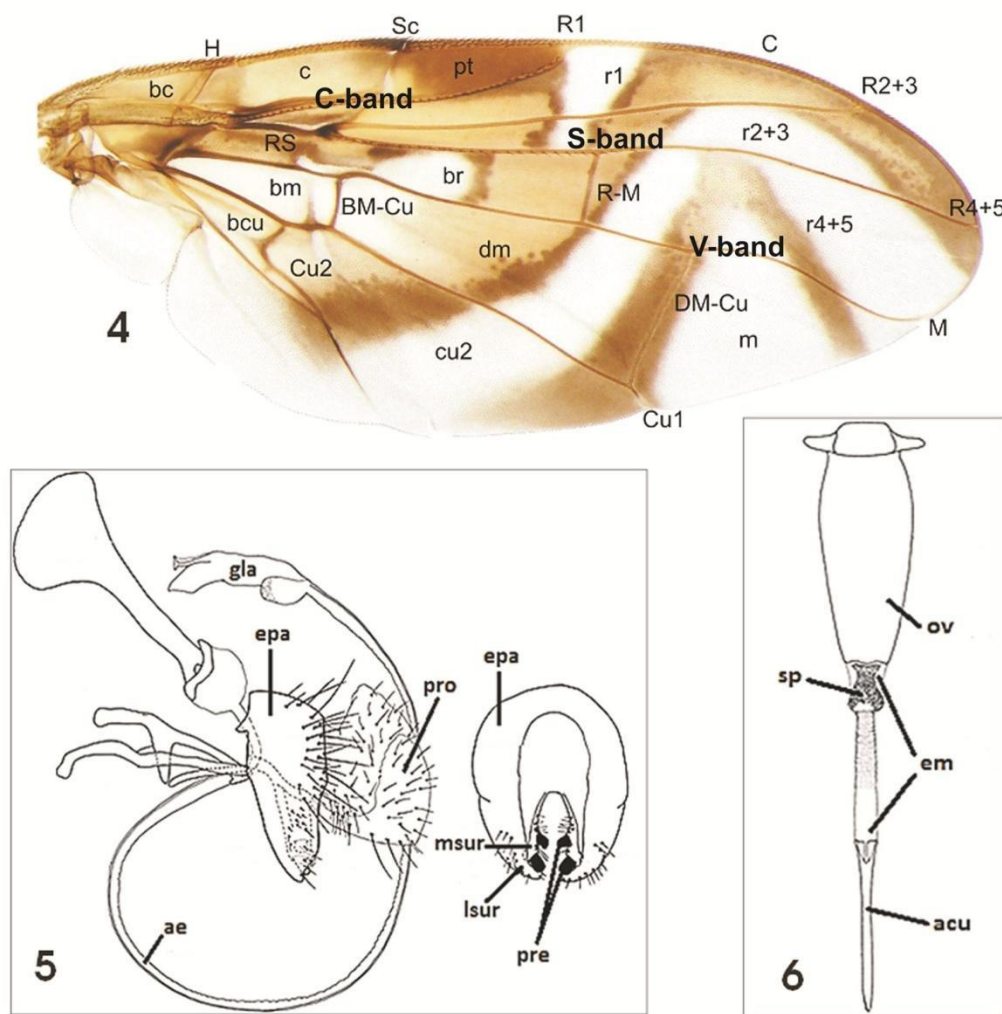 Sc
R1
H
C
bc
c
pt
r1
R2+3
C-band
RS
S-band
r2+3
bm
br
R-M
R4+5
bcu
BM-Cu
r4+5
Cu2
dm
V-band
DM-Cu
M
m
4
cu2
Cu1
gla
epa
epa
pro
msur
lsur
ae
pre
5
ov
sp
em
acu
6